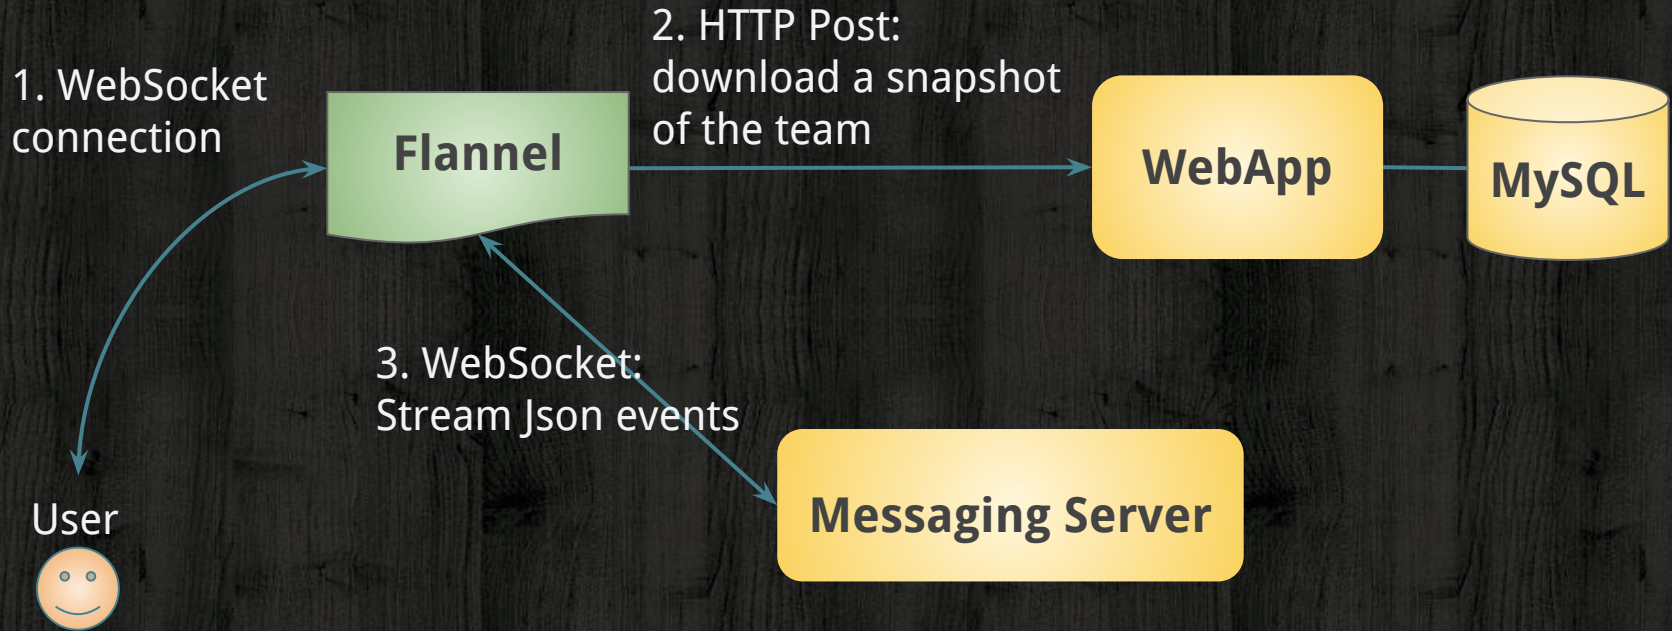 1. WebSocket
connection
Flannel
2. HTTP Post:
download a snapshot
of the team
WebApp
MySQL
3. WebSocket:
Stream Json events
Messaging Server
User